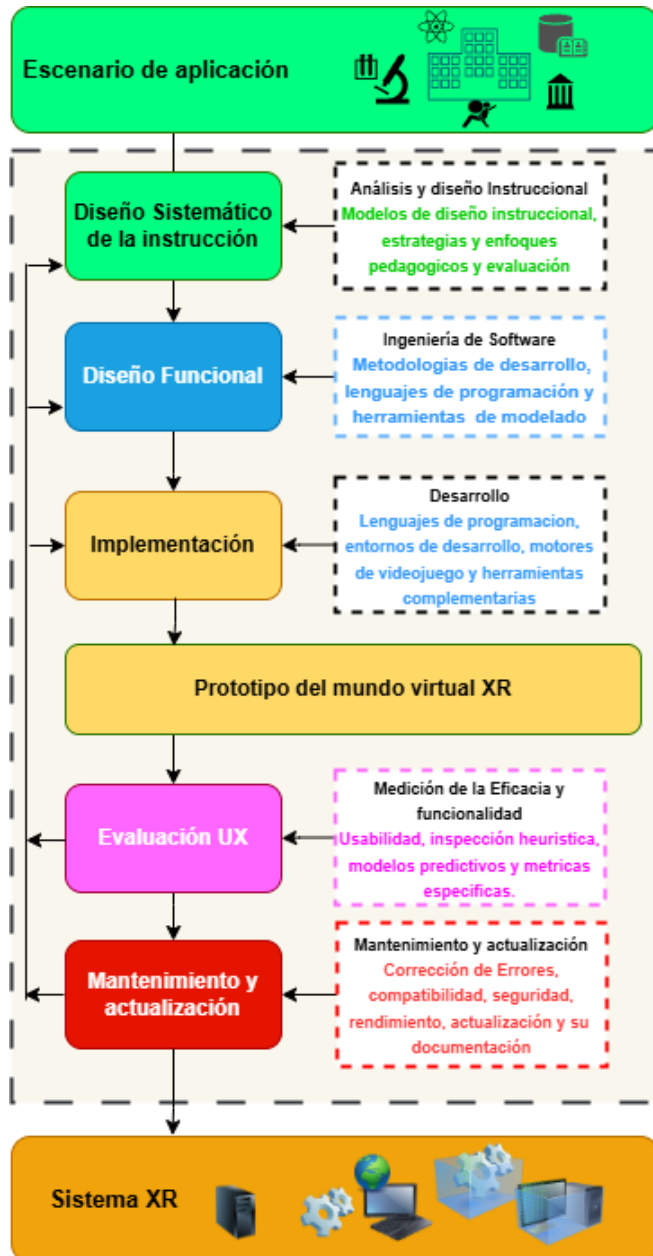 Escenario de aplicación
Diseño Sistemático
de la instrucción
Análisis y diseño Instruccional
Modelos de diseño instruccional,
estrategias y enfoques
pedagogicos y evaluación
Diseño Funcional
Ingeniería de Software
Metodologias de desarrollo,
lenguajes de programación y
herramientas de modelado
Implementación
Desarrollo
Lenguajes de programacion,
entornos de desarrollo, motores
de videojuego y herramientas
complementarias
Prototipo del mundo virtual XR
Evaluación UX
Medición de la Eficacia y
funcionalidad
Usabilidad, inspección heuristica,
modelos predictivos y metricas
especificas.
Mantenimiento y
actualización
Mantenimiento y actualización
Corrección de Errores,
compatibilidad, seguridad,
rendimiento, actualización y su
documentación
Sistema XR